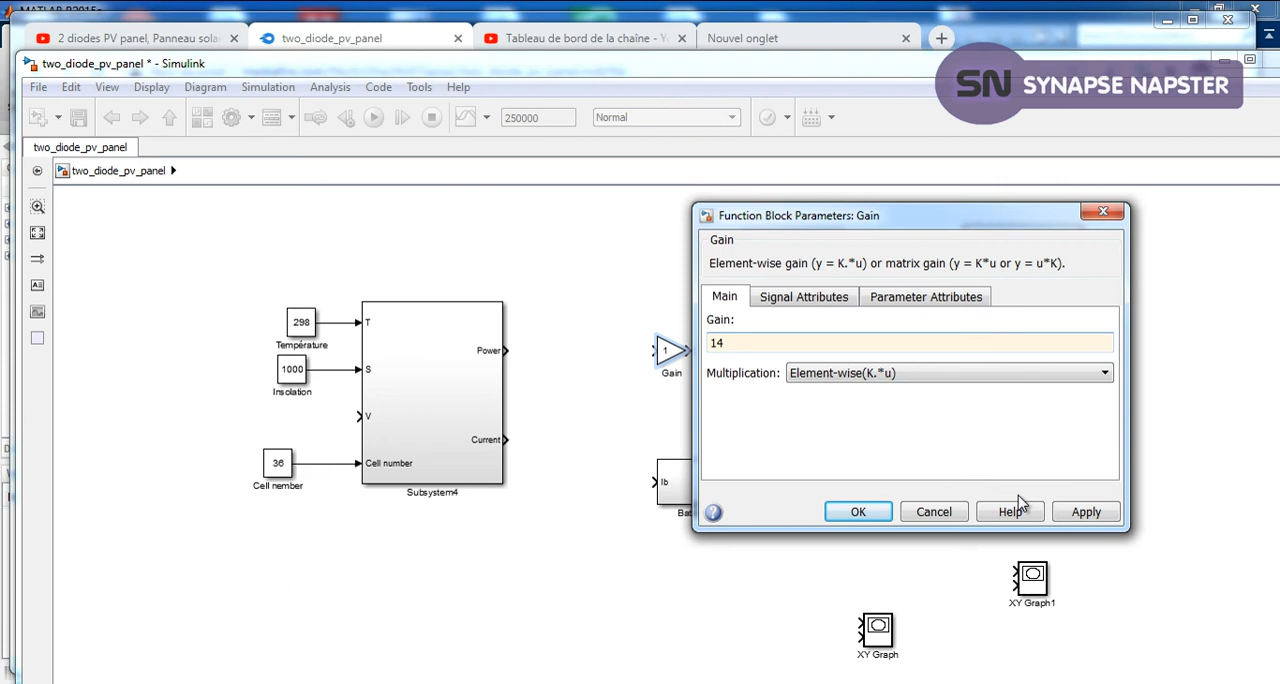 MATLAB R2015a
2 diodes PV panel, Panneau sola
two_diode_pv_panel
Tableau de bord de la chaîne - Y
Nouvel onglet
two_diode_pv_panel * - Simulink
SN SYNAPSE NAPSTER
File Edit View Display Diagram Simulation Analysis Code Tools Help
250000
Normal
two_diode_pv_panel
two_diode_pv_panel
Function Block Parameters: Gain
Gain
Element-wise gain (y = K.*u) or matrix gain (y = K*u or y = u*K).
Main Signal Attributes Parameter Attributes
Gain:
14
Multiplication: Element-wise(K.*u)
OK Cancel Help Apply
298
T
Température
1000
S
Insolation
V
36
Cell number
Cell nember
Power
Current
Subsystem4
1
Gain
Ib
Bat
XY Graph1
XY Graph